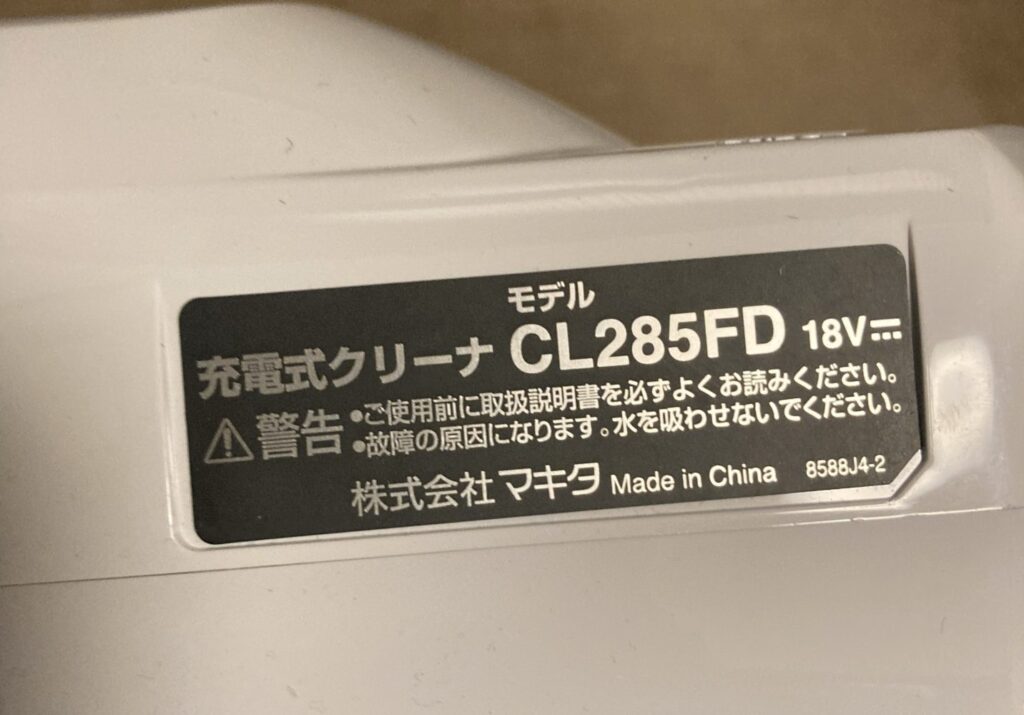 モデル
充電式クリーナ CL285FD 18V⎓
⚠警告 •ご使用前に取扱説明書を必ずよくお読みください。
•故障の原因になります。水を吸わせないでください。
株式会社 マキタ Made in China 8588J4-2